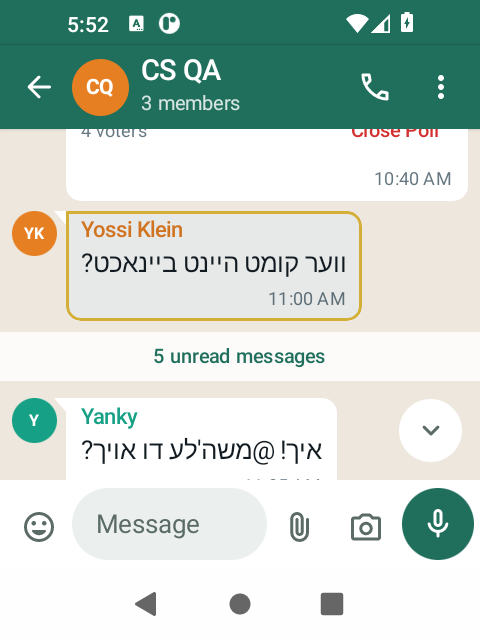 5:52
CQ
CS QA
3 members
4 voters
Close Poll
10:40 AM
YK
Yossi Klein
ווער קומט היינט ביינאכט?
11:00 AM
5 unread messages
Y
Yanky
איך! @משה'לע דו אויך?
Message